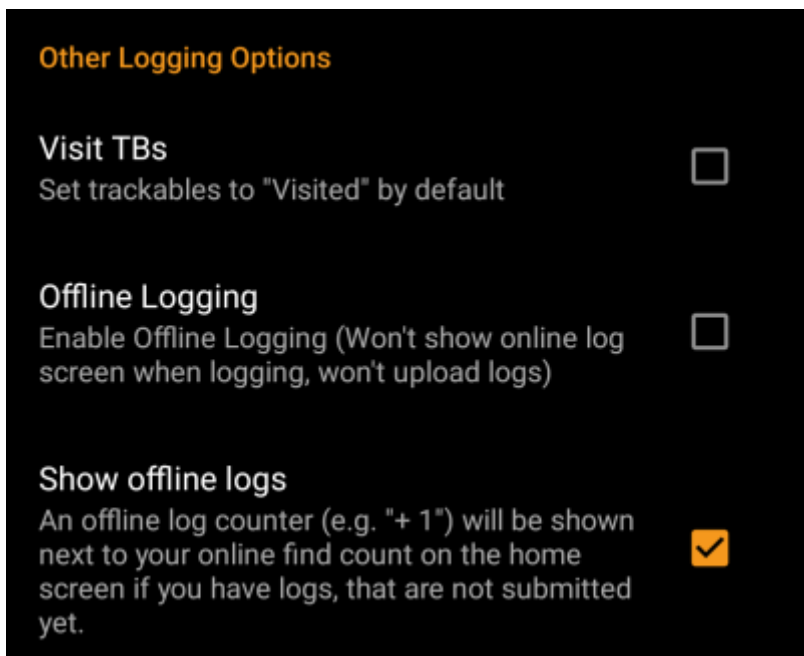 Other Logging Options
Visit TBs
Set trackables to "Visited" by default
Offline Logging
Enable Offline Logging (Won't show online log
screen when logging, won't upload logs)
Show offline logs
An offline log counter (e.g. "+ 1") will be shown
next to your online find count on the home
screen if you have logs, that are not submitted
yet.